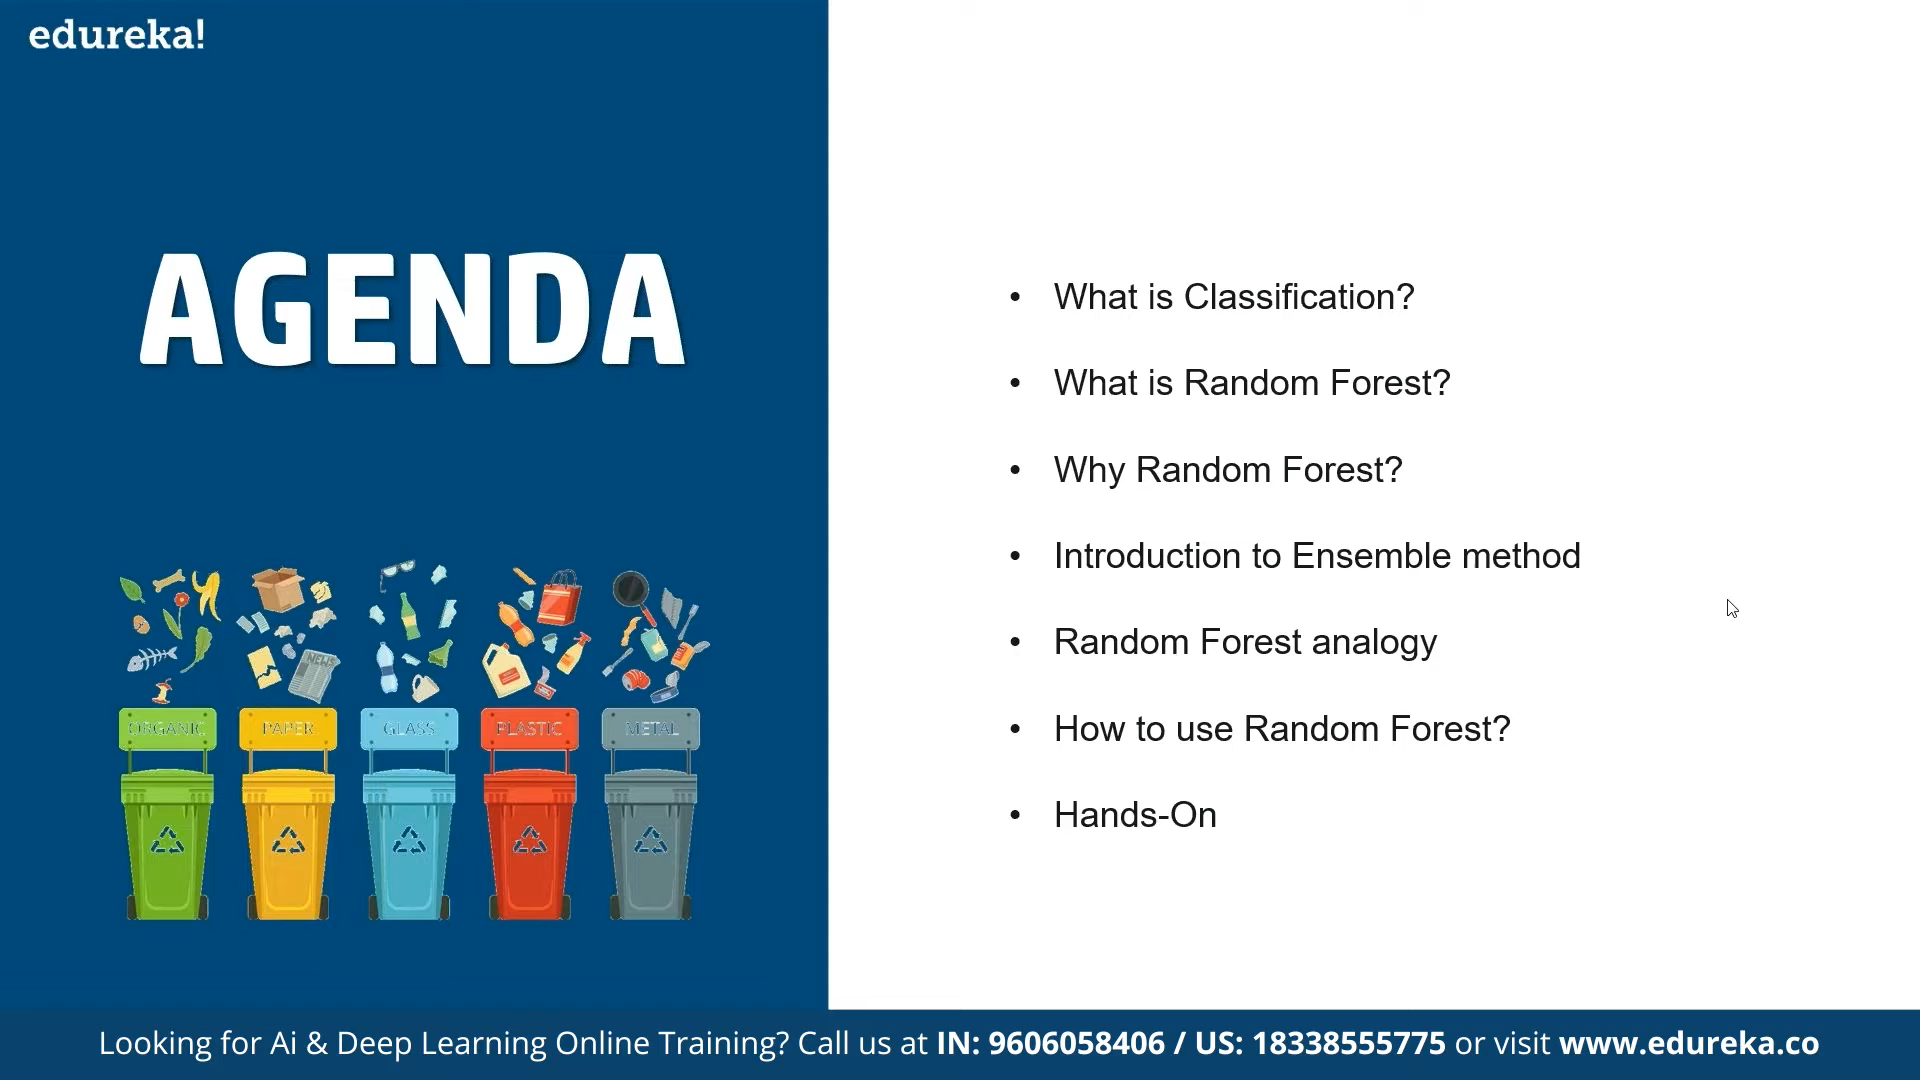 edureka!
AGENDA
• What is Classification?
• What is Random Forest?
• Why Random Forest?
• Introduction to Ensemble method
• Random Forest analogy
• How to use Random Forest?
• Hands-On
NEWS
ORGANIC
PAPER
GLASS
PLASTIC
METAL
Looking for Ai & Deep Learning Online Training? Call us at IN: 9606058406 / US: 18338555775 or visit www.edureka.co